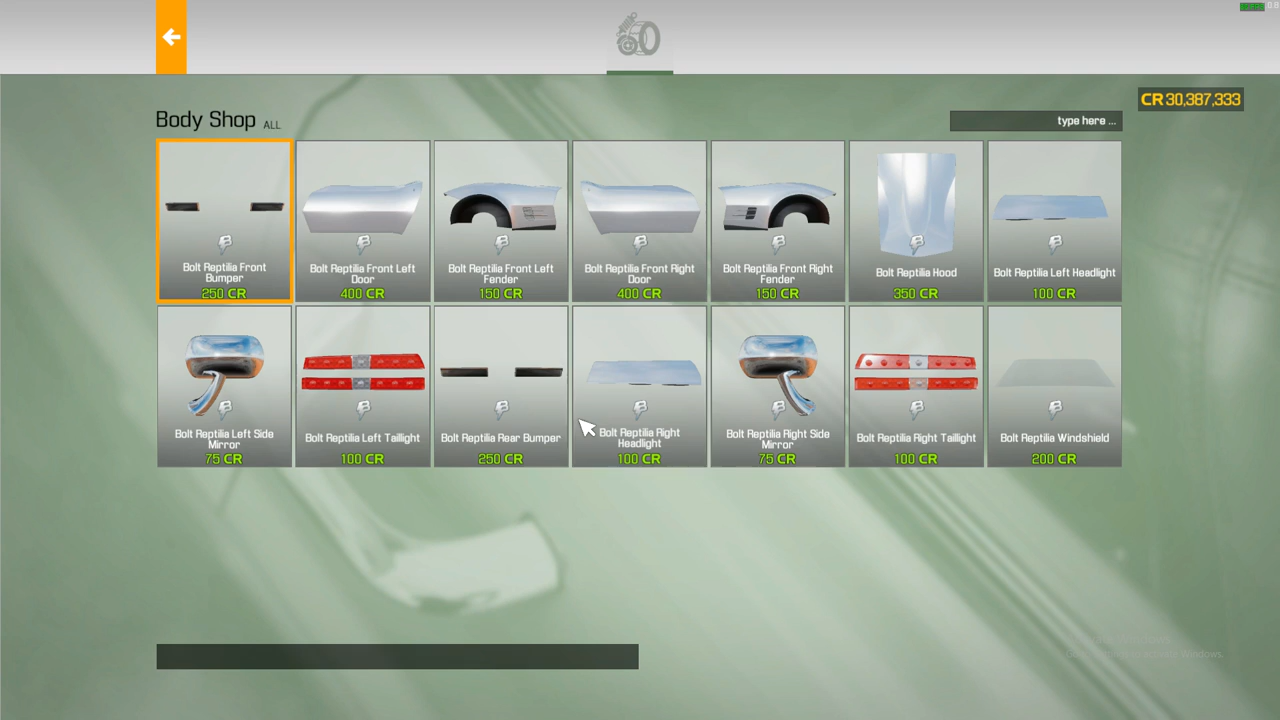 CR 30,387,333
Body Shop ALL
type here ...
Bolt Reptilia Front
Bumper
250 CR
Bolt Reptilia Front Left
Door
400 CR
Bolt Reptilia Front Left
Fender
150 CR
Bolt Reptilia Front Right
Door
400 CR
Bolt Reptilia Front Right
Fender
150 CR
Bolt Reptilia Hood
350 CR
Bolt Reptilia Left Headlight
100 CR
Bolt Reptilia Left Side
Mirror
75 CR
Bolt Reptilia Left Taillight
100 CR
Bolt Reptilia Rear Bumper
250 CR
Bolt Reptilia Right
Headlight
100 CR
Bolt Reptilia Right Side
Mirror
75 CR
Bolt Reptilia Right Taillight
100 CR
Bolt Reptilia Windshield
200 CR
Windows.